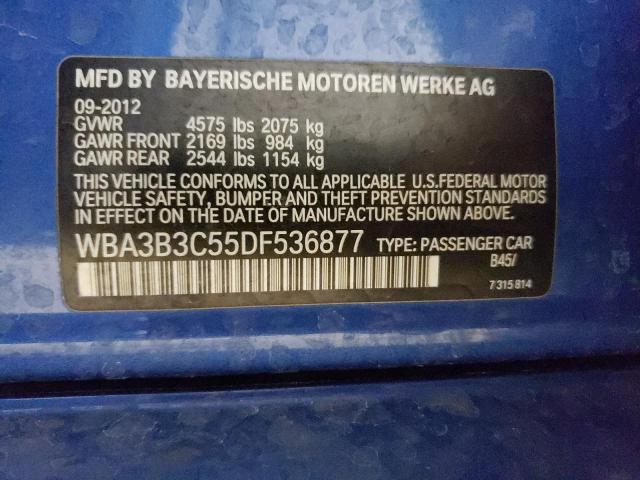 MFD BY BAYERISCHE MOTOREN WERKE AG
09-2012
GVWR 4575 lbs 2075 kg
GAWR FRONT 2169 lbs 984 kg
GAWR REAR 2544 lbs 1154 kg
THIS VEHICLE CONFORMS TO ALL APPLICABLE U.S.FEDERAL MOTOR
VEHICLE SAFETY, BUMPER AND THEFT PREVENTION STANDARDS
IN EFFECT ON THE DATE OF MANUFACTURE SHOWN ABOVE.
WBA3B3C55DF536877 TYPE: PASSENGER CAR
B45/
7 315 814